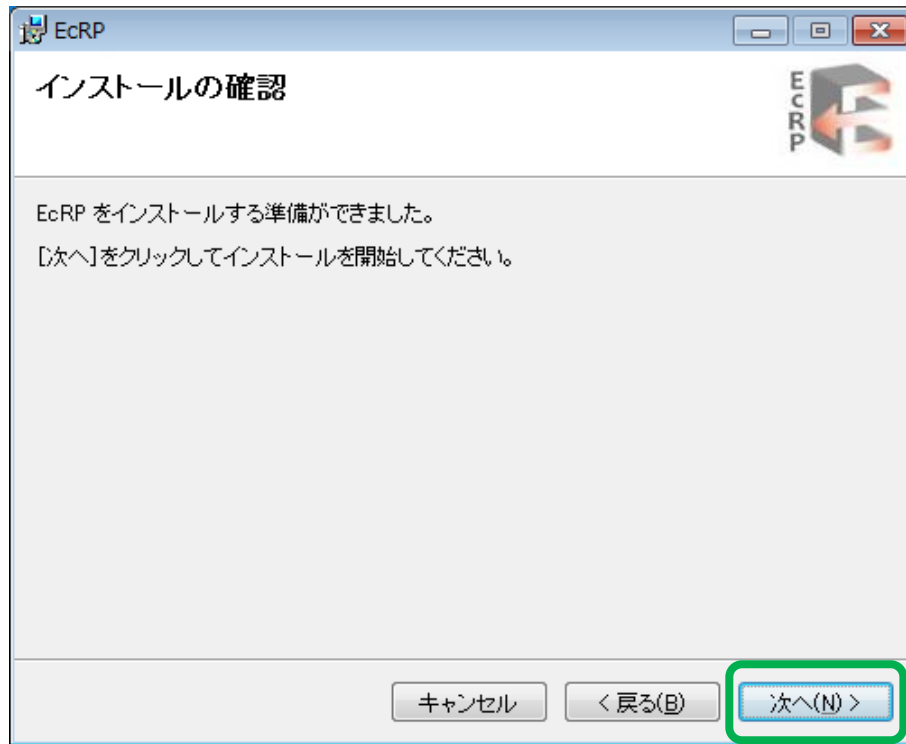 EcRP
インストールの確認
EcRP
EcRP をインストールする準備ができました。
[次へ]をクリックしてインストールを開始してください。
キャンセル
< 戻る(B)
次へ(N) >